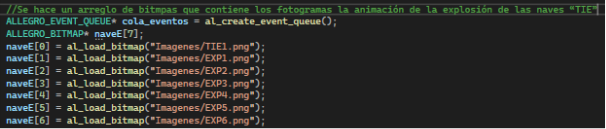 //Se hace un arreglo de bitmpas que contiene los fotogramas la animación de la explosión de las naves "TIE"
ALLEGRO_EVENT_QUEUE* cola_eventos = al_create_event_queue();
ALLEGRO_BITMAP* naveE[7];
naveE[0] = al_load_bitmap("Imagenes/TIE1.png");
naveE[1] = al_load_bitmap("Imagenes/EXP1.png");
naveE[2] = al_load_bitmap("Imagenes/EXP2.png");
naveE[3] = al_load_bitmap("Imagenes/EXP3.png");
naveE[4] = al_load_bitmap("Imagenes/EXP4.png");
naveE[5] = al_load_bitmap("Imagenes/EXP5.png");
naveE[6] = al_load_bitmap("Imagenes/EXP6.png");